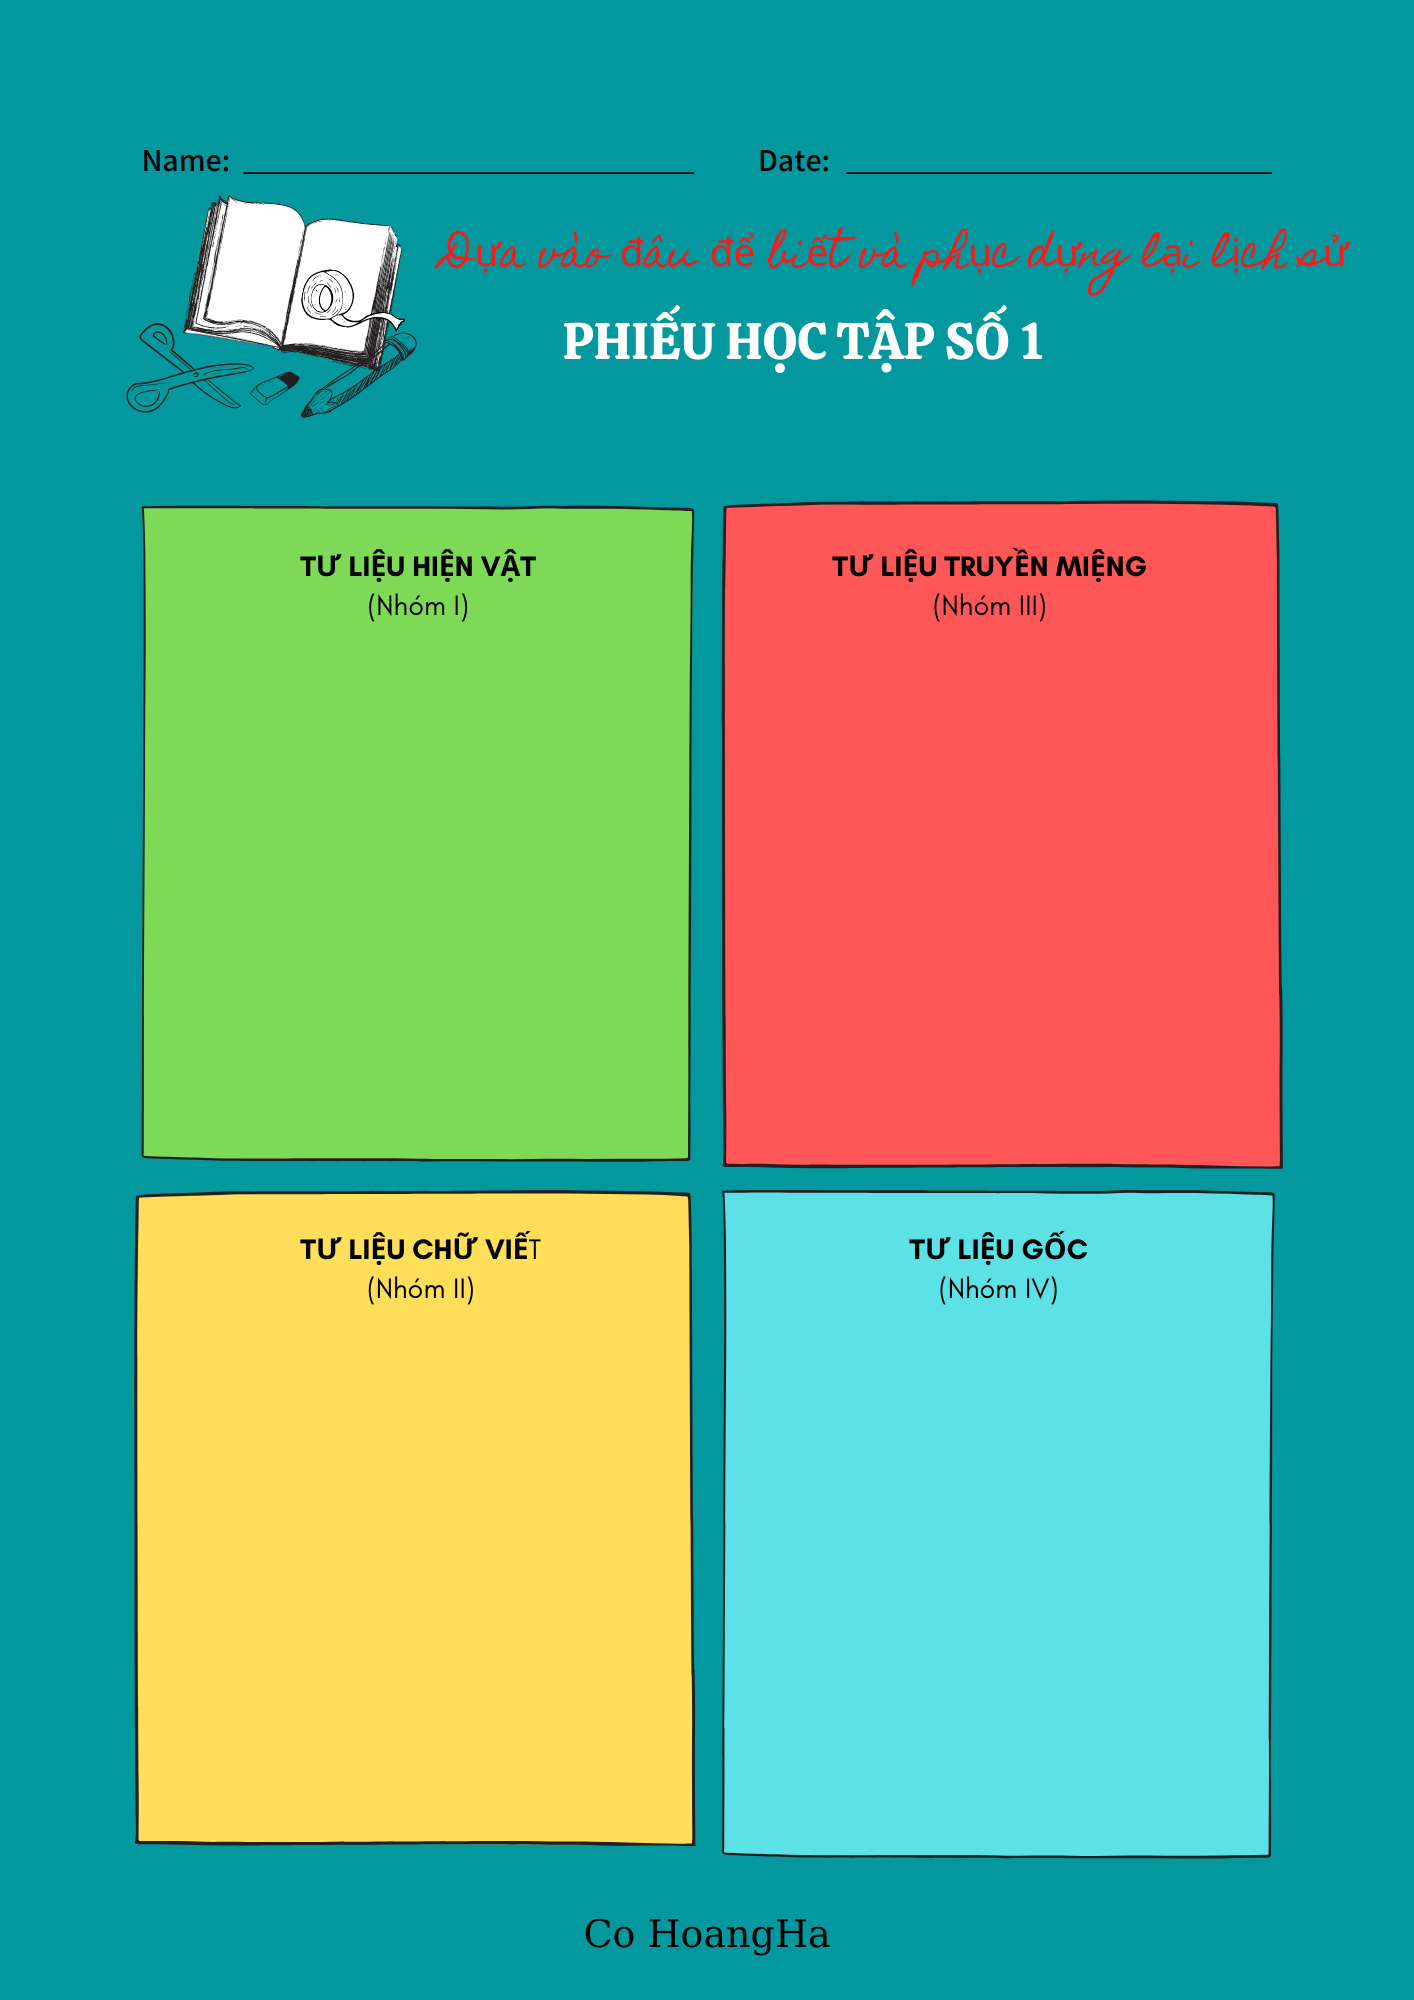 Name: Date:
Dựa vào đâu để biết và phục dựng lại lịch sử
PHIẾU HỌC TẬP SỐ 1
TƯ LIỆU HIỆN VẬT
(Nhóm I)
TƯ LIỆU TRUYỀN MIỆNG
(Nhóm III)
TƯ LIỆU CHỮ VIẾT
(Nhóm II)
TƯ LIỆU GỐC
(Nhóm IV)
Co HoangHa